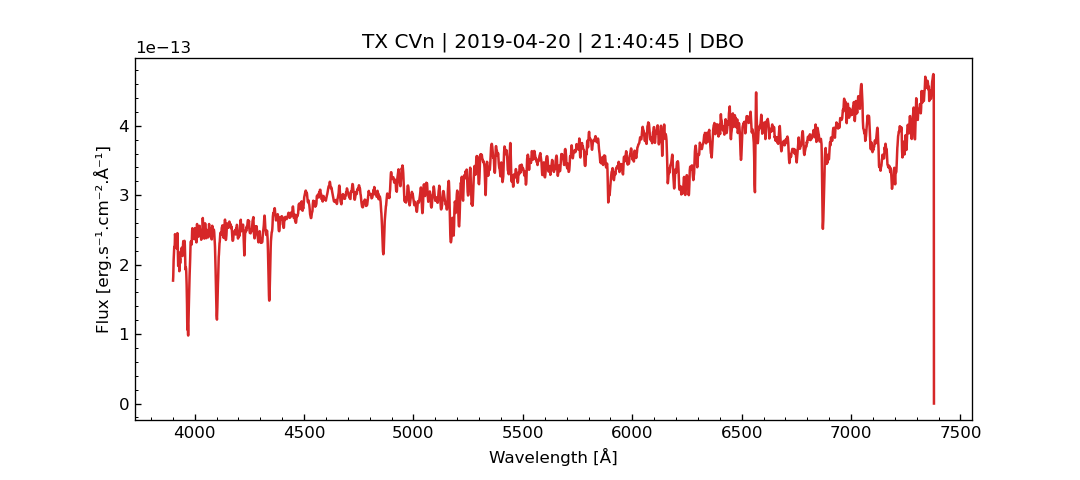 TX CVn | 2019-04-20 | 21:40:45 | DBO
1e−13
4
3
2
1
0
Flux [erg.s⁻¹.cm⁻².Å⁻¹]
4000 4500 5000 5500 6000 6500 7000 7500
Wavelength [Å]